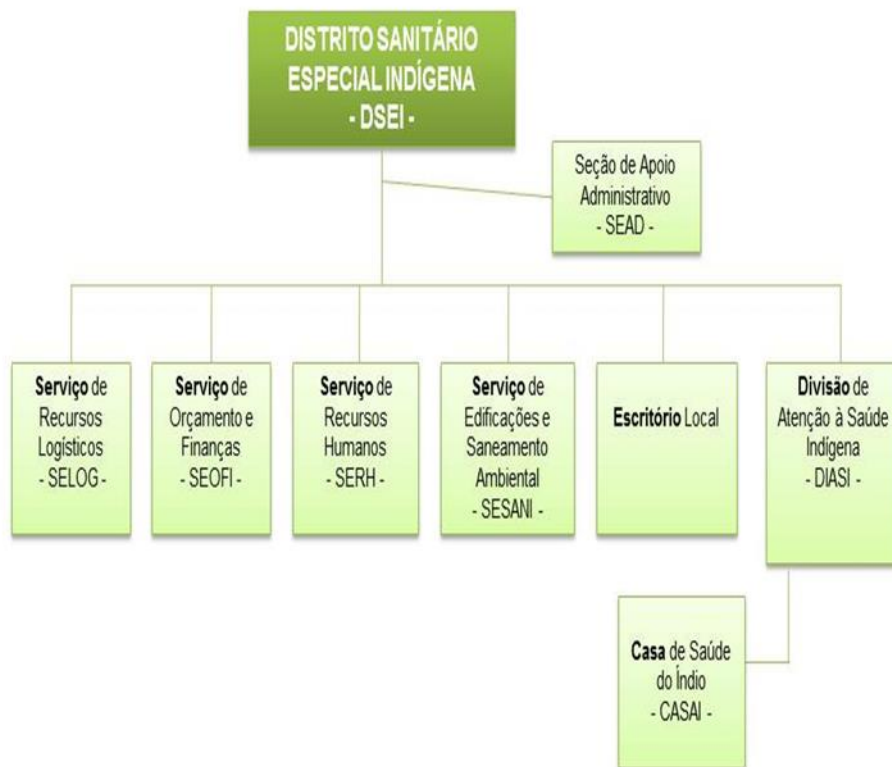 DISTRITO SANITÁRIO
ESPECIAL INDÍGENA
- DSEI -
Seção de Apoio
Administrativo
- SEAD -
Serviço de
Recursos
Logísticos
- SELOG -
Serviço de
Orçamento e
Finanças
- SEOFI -
Serviço de
Recursos
Humanos
- SERH -
Serviço de
Edificações e
Saneamento
Ambiental
- SESANI -
Escritório Local
Divisão de
Atenção à Saúde
Indígena
- DIASI -
Casa de Saúde
do Índio
- CASAI -